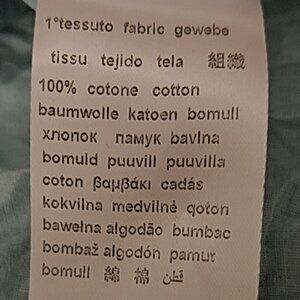 1°tessuto fabric gewebe
tissu tejido tela 組織
100% cotone cotton
baumwolle katoen bomull
хлопок памук bavlna
bomuld puuvill puuvilla
coton βαμβάκι cadás
kokvilna medvilnė qoton
bawełna algodão bumbac
bombaž algodón pamut
bomull 綿 棉 قطن